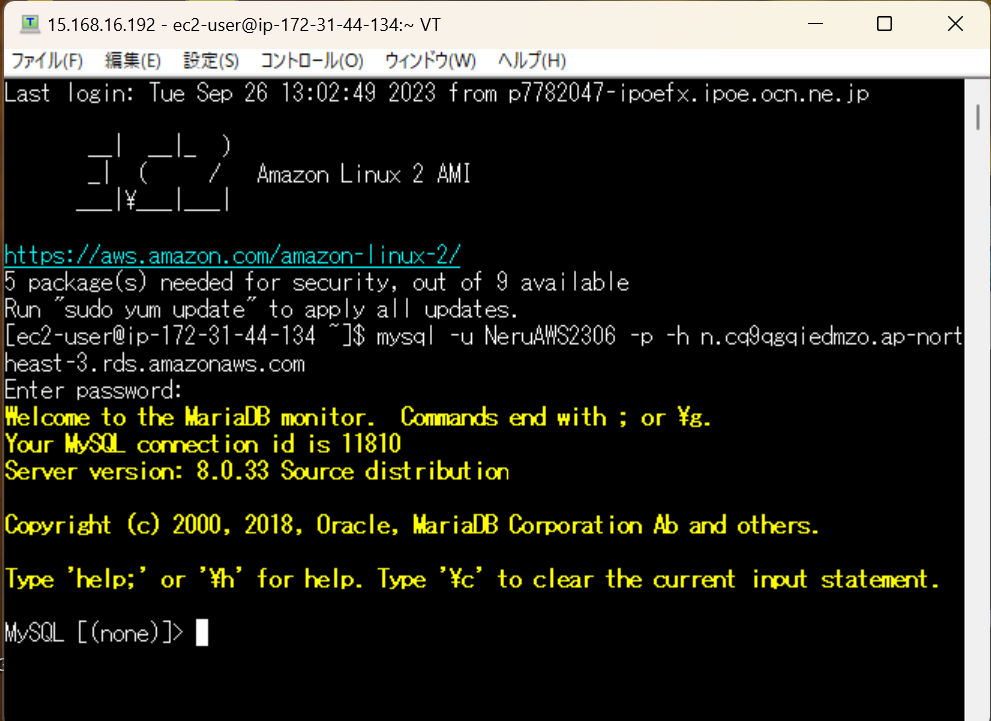 15.168.16.192 - ec2-user@ip-172-31-44-134:~ VT
ファイル(F) 編集(E) 設定(S) コントロール(O) ウィンドウ(W) ヘルプ(H)
Last login: Tue Sep 26 13:02:49 2023 from p7782047-ipoefx.ipoe.ocn.ne.jp
__|  __|_  )
_|  (     /   Amazon Linux 2 AMI
___|¥___|___|
https://aws.amazon.com/amazon-linux-2/
5 package(s) needed for security, out of 9 available
Run "sudo yum update" to apply all updates.
[ec2-user@ip-172-31-44-134 ~]$ mysql -u NeruAWS2306 -p -h n.cq9qgqiedmzo.ap-nort
heast-3.rds.amazonaws.com
Enter password:
Welcome to the MariaDB monitor.  Commands end with ; or ¥g.
Your MySQL connection id is 11810
Server version: 8.0.33 Source distribution
Copyright (c) 2000, 2018, Oracle, MariaDB Corporation Ab and others.
Type 'help;' or '¥h' for help. Type '¥c' to clear the current input statement.
MySQL [(none)]>